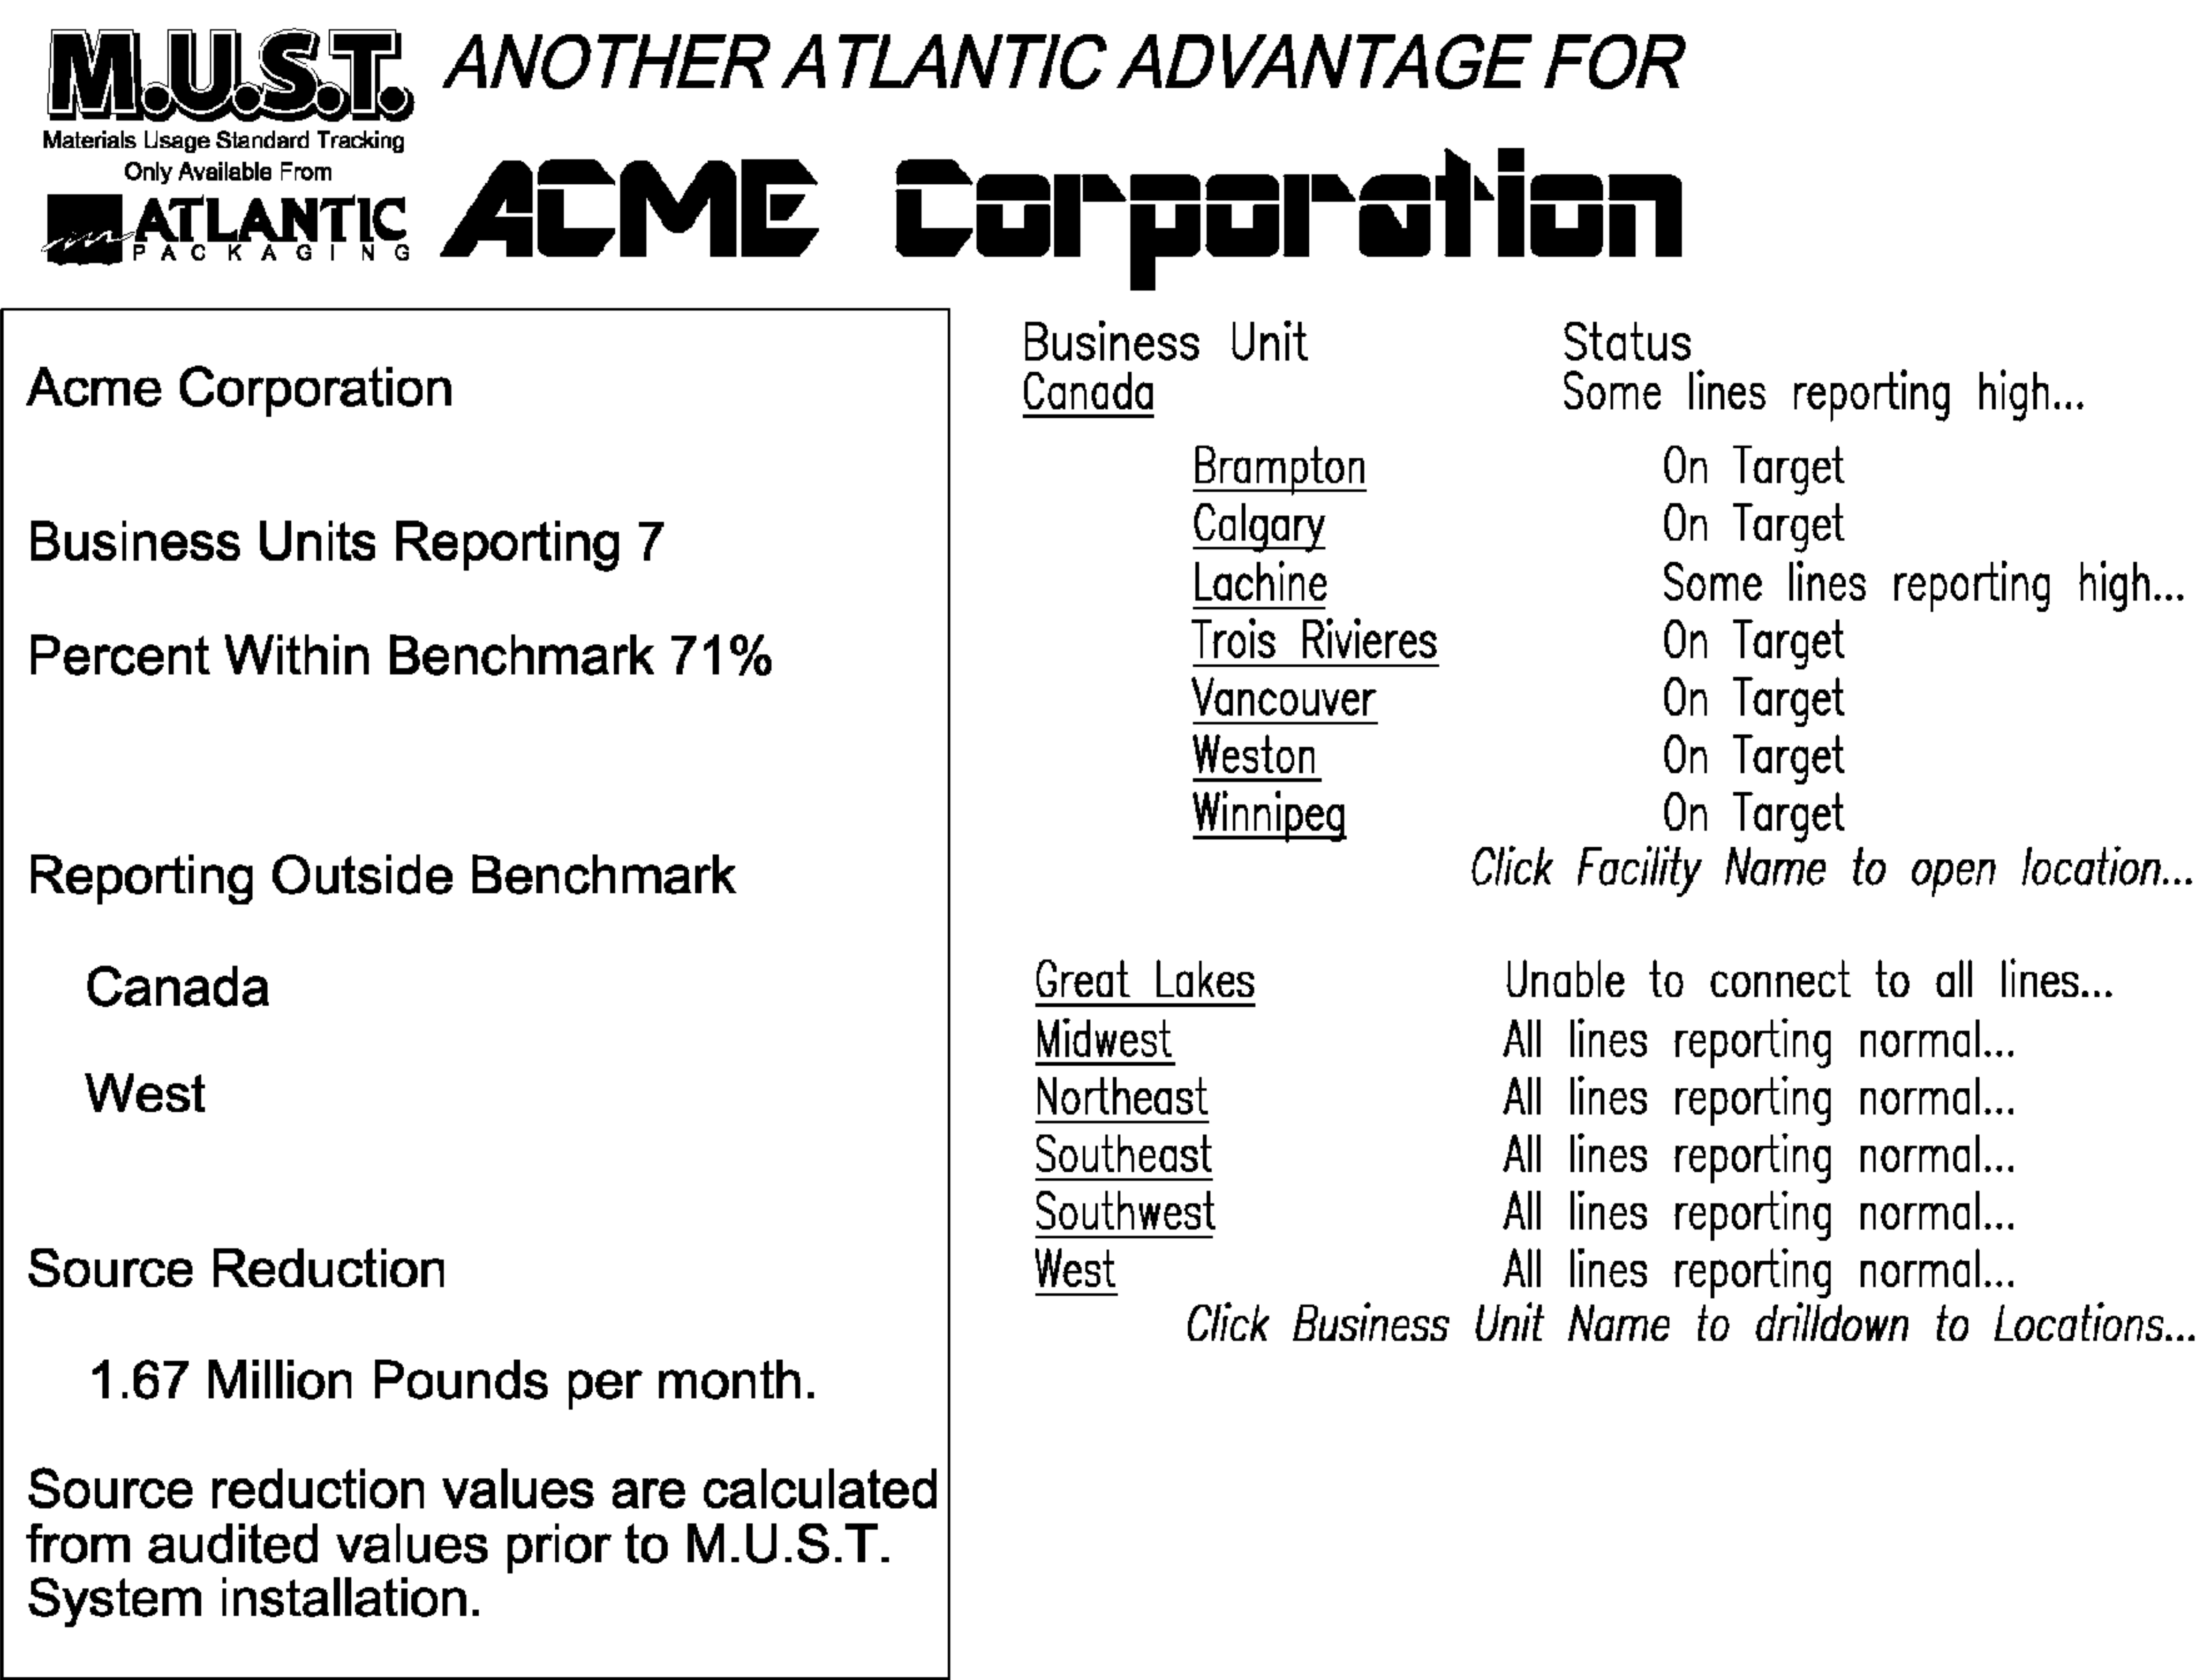 M.U.S.T.
Materials Usage Standard Tracking
Only Available From
ATLANTIC
PACKAGING
ANOTHER ATLANTIC ADVANTAGE FOR
ACME Corporation
Acme Corporation
Business Units Reporting 7
Percent Within Benchmark 71%
Reporting Outside Benchmark
Canada
West
Source Reduction
1.67 Million Pounds per month.
Source reduction values are calculated
from audited values prior to M.U.S.T.
System installation.
Business Unit Status
Canada Some lines reporting high...
Brampton On Target
Calgary On Target
Lachine Some lines reporting high...
Trois Rivieres On Target
Vancouver On Target
Weston On Target
Winnipeg On Target
Click Facility Name to open location...
Great Lakes Unable to connect to all lines...
Midwest All lines reporting normal...
Northeast All lines reporting normal...
Southeast All lines reporting normal...
Southwest All lines reporting normal...
West All lines reporting normal...
Click Business Unit Name to drilldown to Locations...